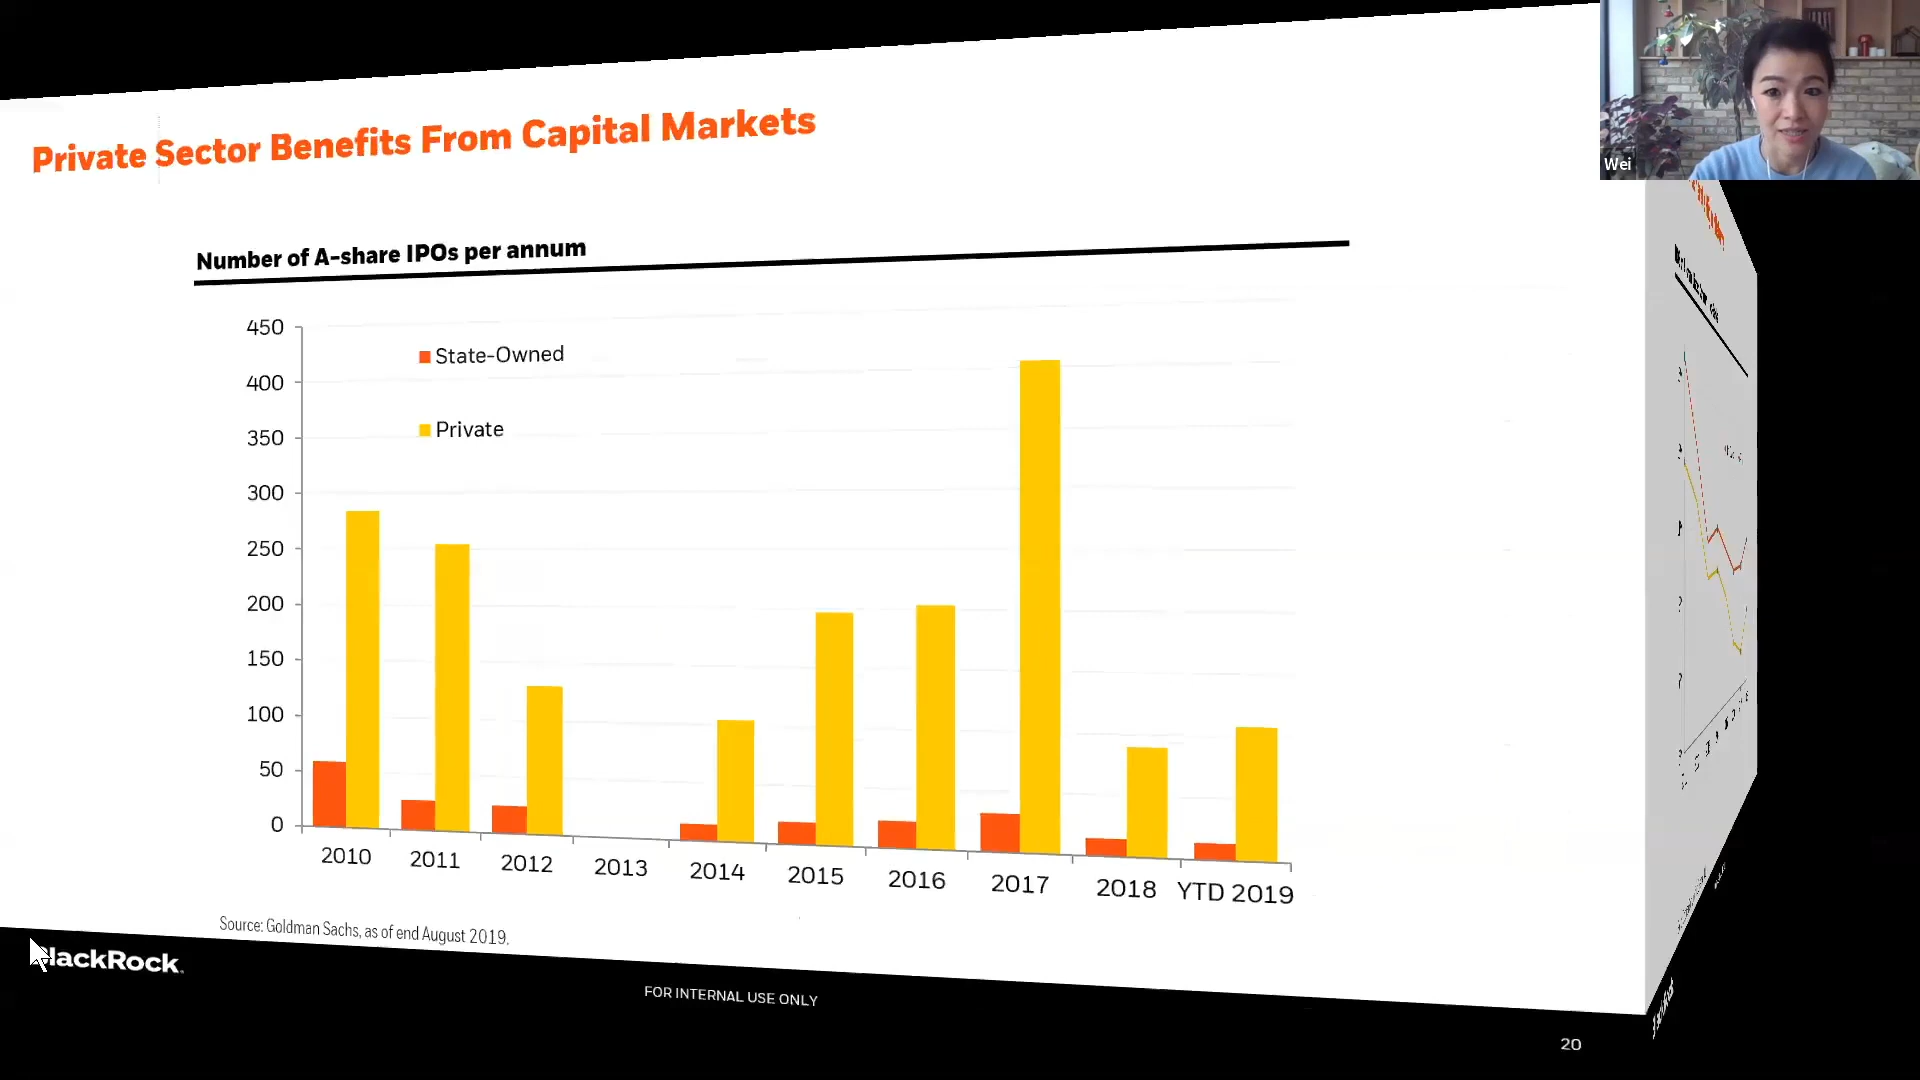 Private Sector Benefits From Capital Markets
Wei
Number of A-share IPOs per annum
450
400
350
300
250
200
150
100
50
0
State-Owned
Private
2010 2011 2012 2013 2014 2015 2016 2017 2018 YTD 2019
Source: Goldman Sachs, as of end August 2019.
lackRock.
FOR INTERNAL USE ONLY
20